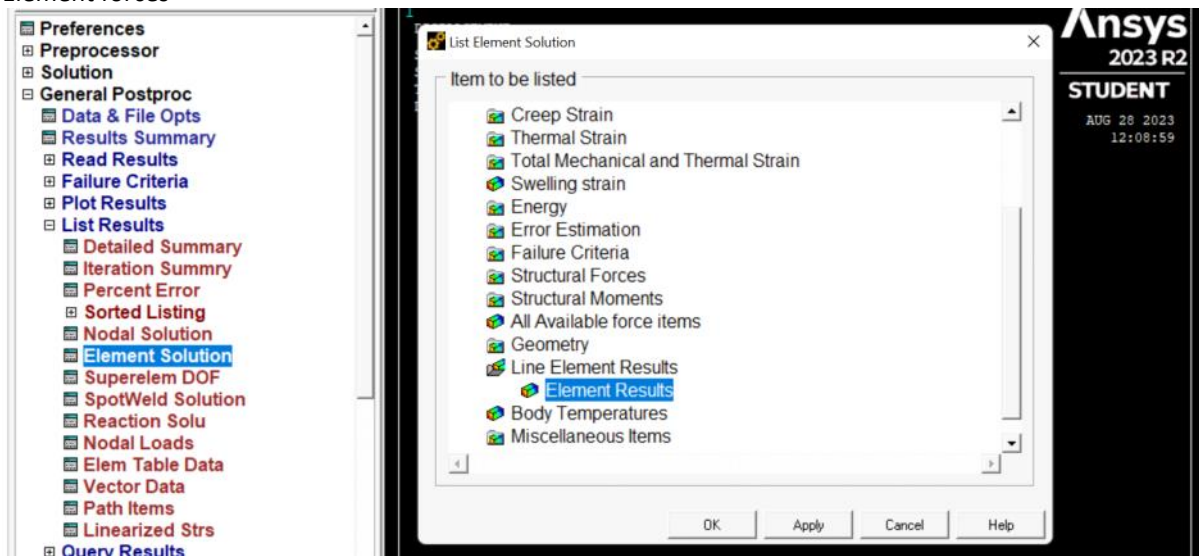 Element forces
Preferences
Preprocessor
Solution
General Postproc
Data & File Opts
Results Summary
Read Results
Failure Criteria
Plot Results
List Results
Detailed Summary
Iteration Summry
Percent Error
Sorted Listing
Nodal Solution
Element Solution
Superelem DOF
SpotWeld Solution
Reaction Solu
Nodal Loads
Elem Table Data
Vector Data
Path Items
Linearized Strs
Query Results
1
List Element Solution
Item to be listed
Creep Strain
Thermal Strain
Total Mechanical and Thermal Strain
Swelling strain
Energy
Error Estimation
Failure Criteria
Structural Forces
Structural Moments
All Available force items
Geometry
Line Element Results
Element Results
Body Temperatures
Miscellaneous Items
OK Apply Cancel Help
Ansys
2023 R2
STUDENT
AUG 28 2023
12:08:59